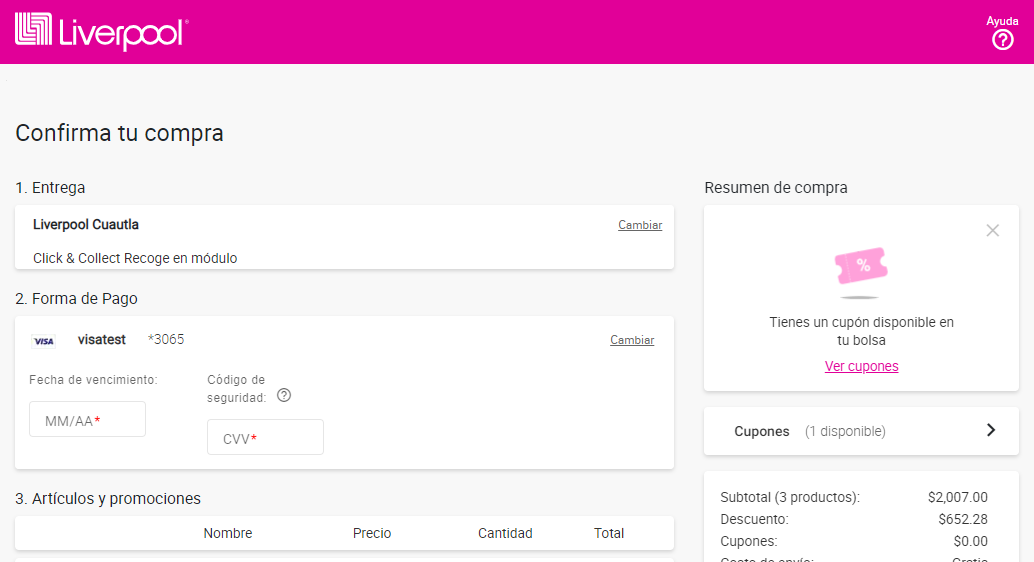 Liverpool
Ayuda
Confirma tu compra
1. Entrega
Liverpool Cuautla
Cambiar
Click & Collect Recoge en módulo
2. Forma de Pago
VISA visatest *3065
Cambiar
Fecha de vencimiento:
MM/AA*
Código de
seguridad:
CVV*
3. Artículos y promociones
Nombre Precio Cantidad Total
Resumen de compra
%
Tienes un cupón disponible en
tu bolsa
Ver cupones
Cupones (1 disponible)
Subtotal (3 productos): $2,007.00
Descuento: $652.28
Cupones: $0.00
Costo de envío: Gratis